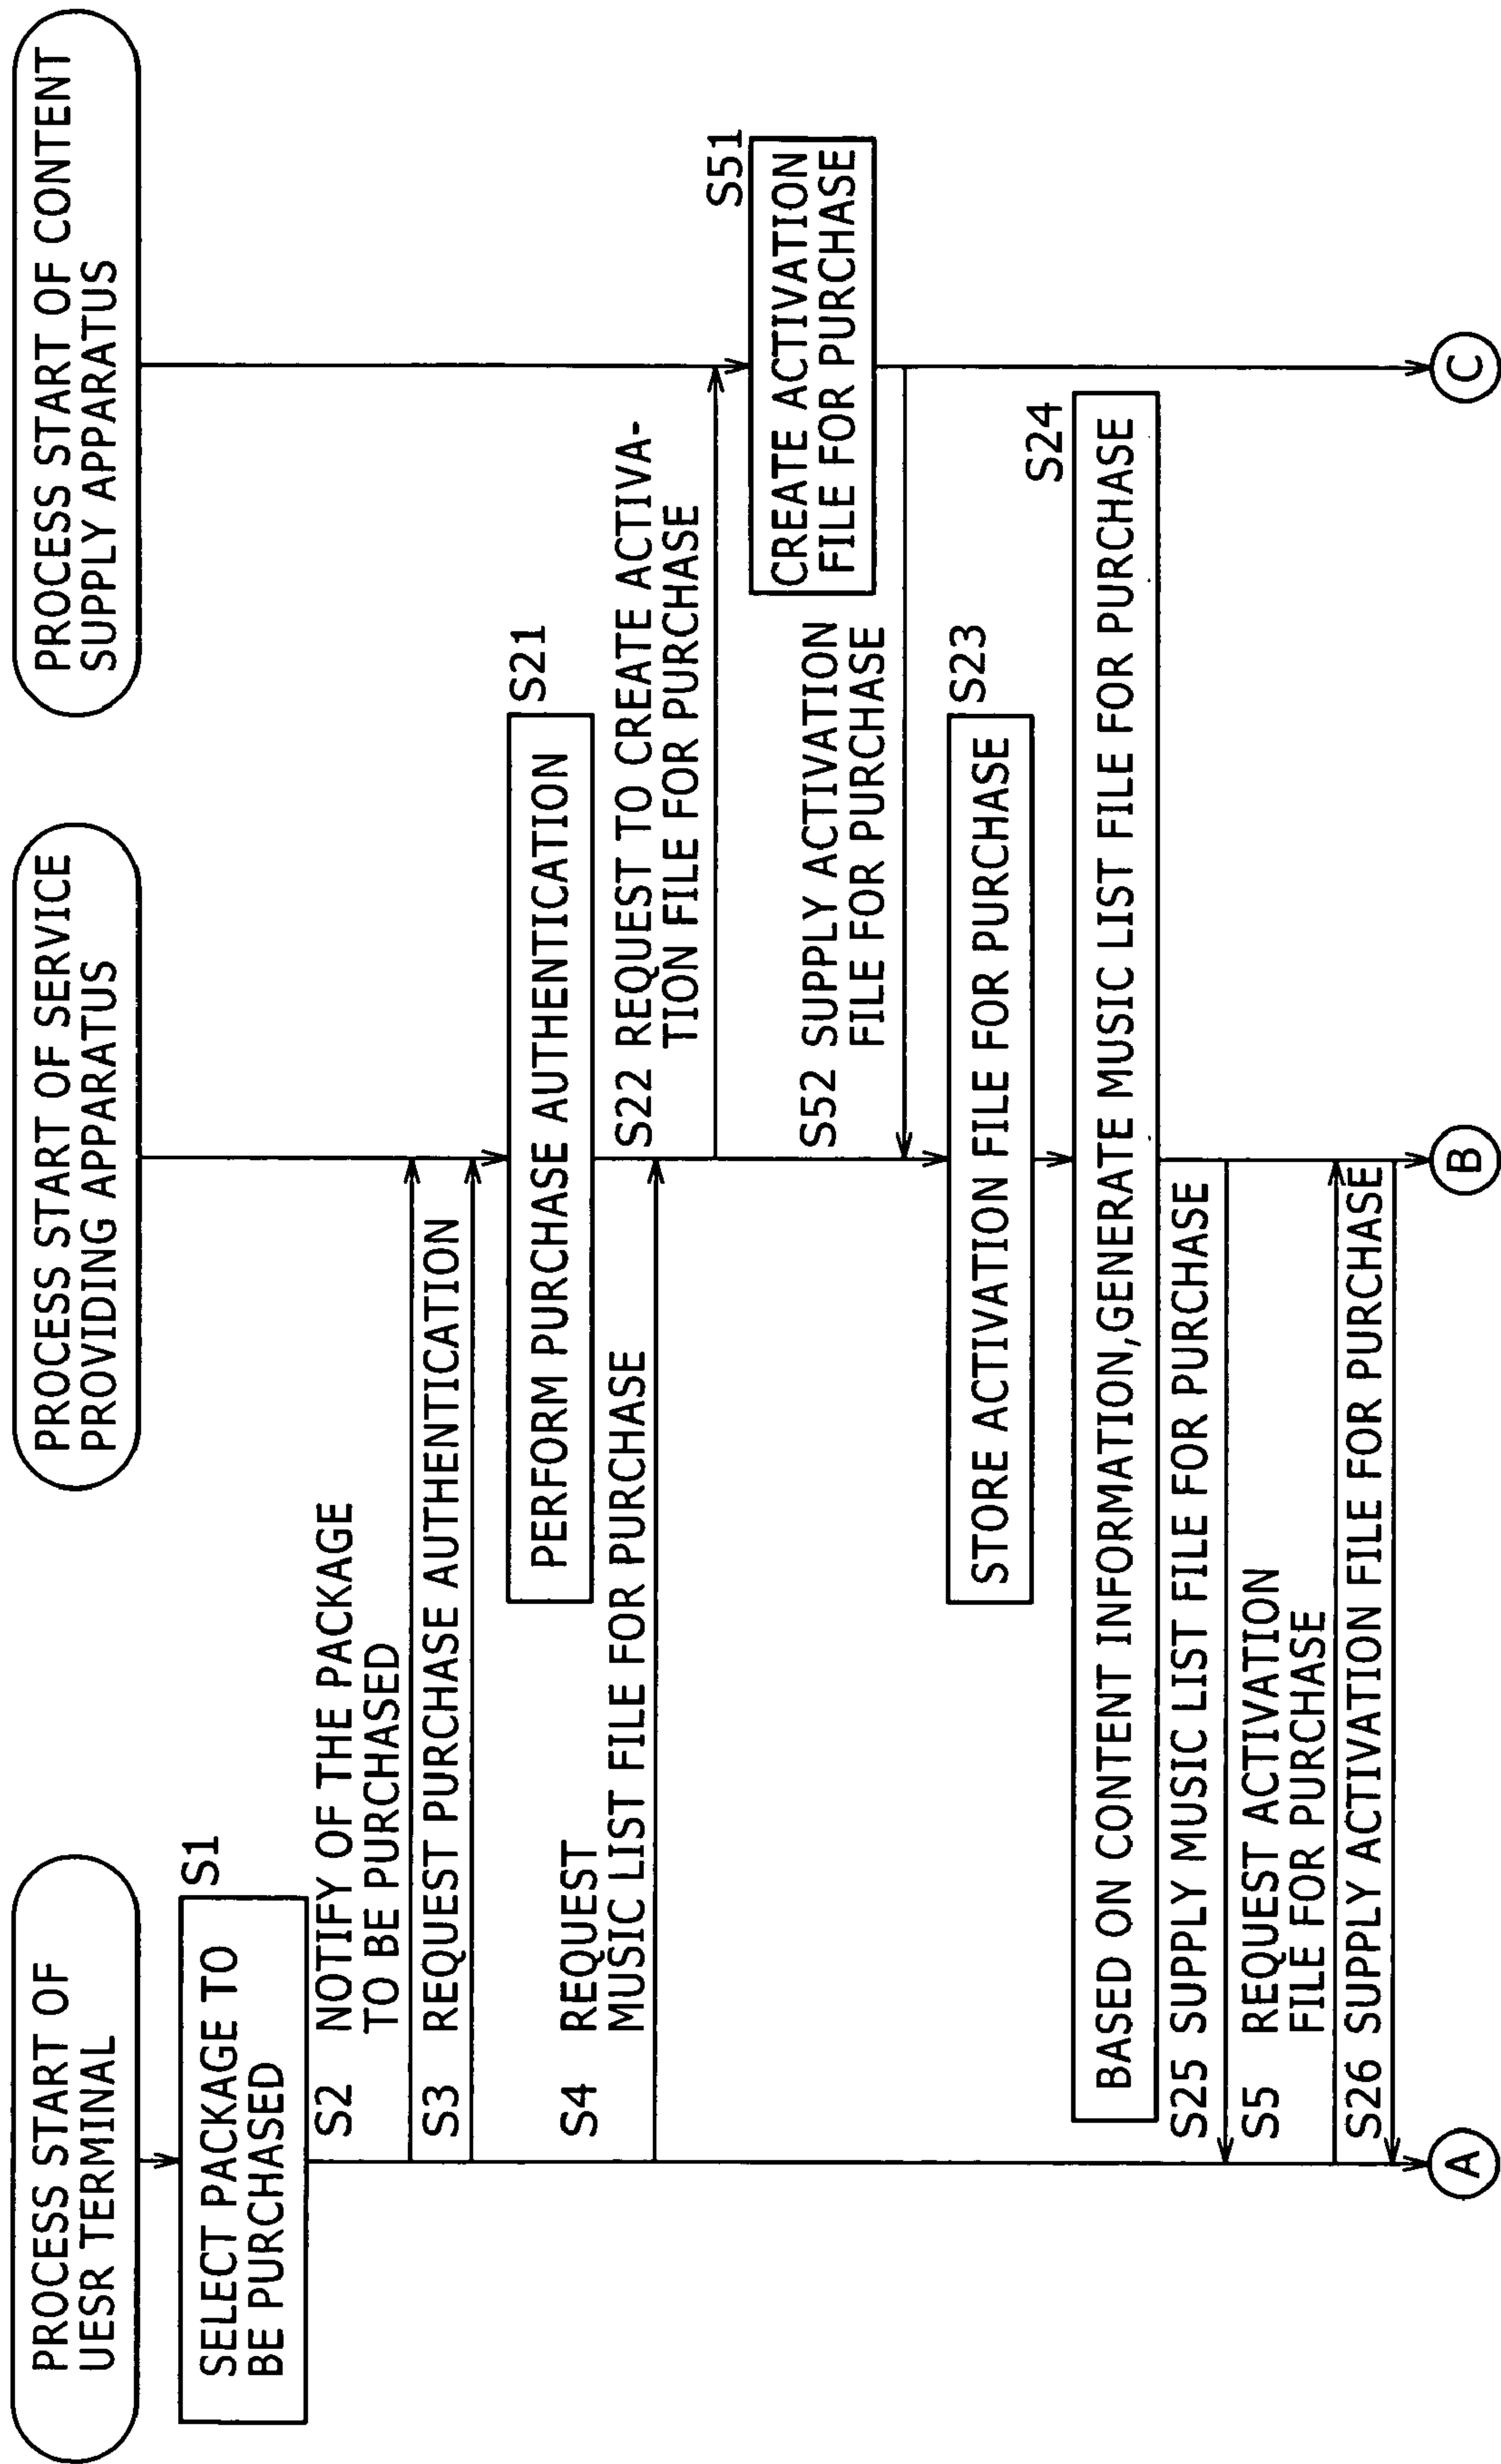 PROCESS START OF
UESR TERMINAL
PROCESS START OF SERVICE
PROVIDING APPARATUS
PROCESS START OF CONTENT
SUPPLY APPARATUS
S1
SELECT PACKAGE TO
BE PURCHASED
S2 NOTIFY OF THE PACKAGE
TO BE PURCHASED
S3 REQUEST PURCHASE AUTHENTICATION
S21
PERFORM PURCHASE AUTHENTICATION
S4 REQUEST
MUSIC LIST FILE FOR PURCHASE
S22 REQUEST TO CREATE ACTIVA-
TION FILE FOR PURCHASE
S51
CREATE ACTIVATION
FILE FOR PURCHASE
S52 SUPPLY ACTIVATION
FILE FOR PURCHASE
S23
STORE ACTIVATION FILE FOR PURCHASE
S24
BASED ON CONTENT INFORMATION,GENERATE MUSIC LIST FILE FOR PURCHASE
S25 SUPPLY MUSIC LIST FILE FOR PURCHASE
S5 REQUEST ACTIVATION
FILE FOR PURCHASE
S26 SUPPLY ACTIVATION FILE FOR PURCHASE
A
B
C